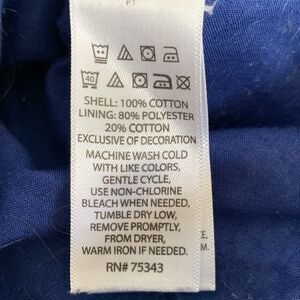 40
SHELL: 100% COTTON
LINING: 80% POLYESTER
20% COTTON
EXCLUSIVE OF DECORATION
MACHINE WASH COLD
WITH LIKE COLORS,
GENTLE CYCLE,
USE NON-CHLORINE
BLEACH WHEN NEEDED,
TUMBLE DRY LOW,
REMOVE PROMPTLY,
FROM DRYER,
WARM IRON IF NEEDED.
RN# 75343